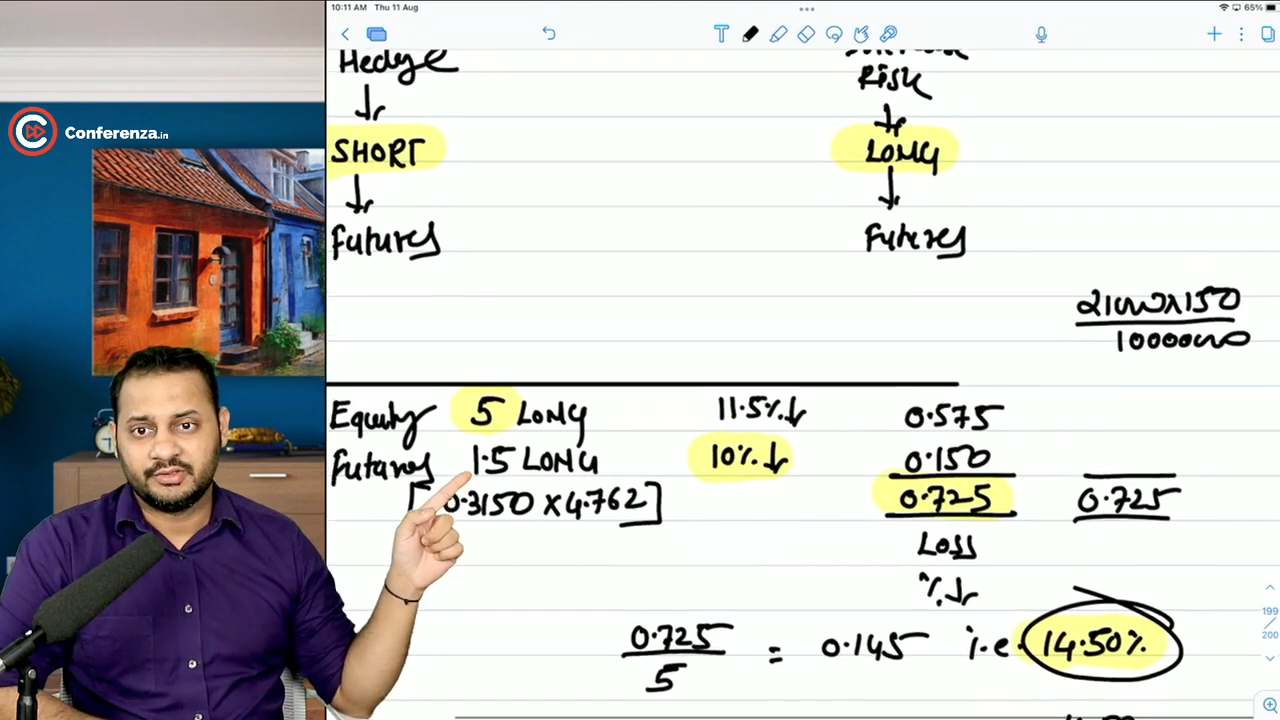 10:11 AM Thu 11 Aug
65%
T
Conferenza.in
Hedge
SHORT
Futures
Risk
LONG
Futures
10000000
Equity 5 LONG 11.5%↓ 0.575
Futures 1.5 LONG 10%↓ 0.150
0.3150 × 4.762] 0.725 0.725
Loss
%↓
0.725
5
= 0.145 i.e. 14.50%
199
200